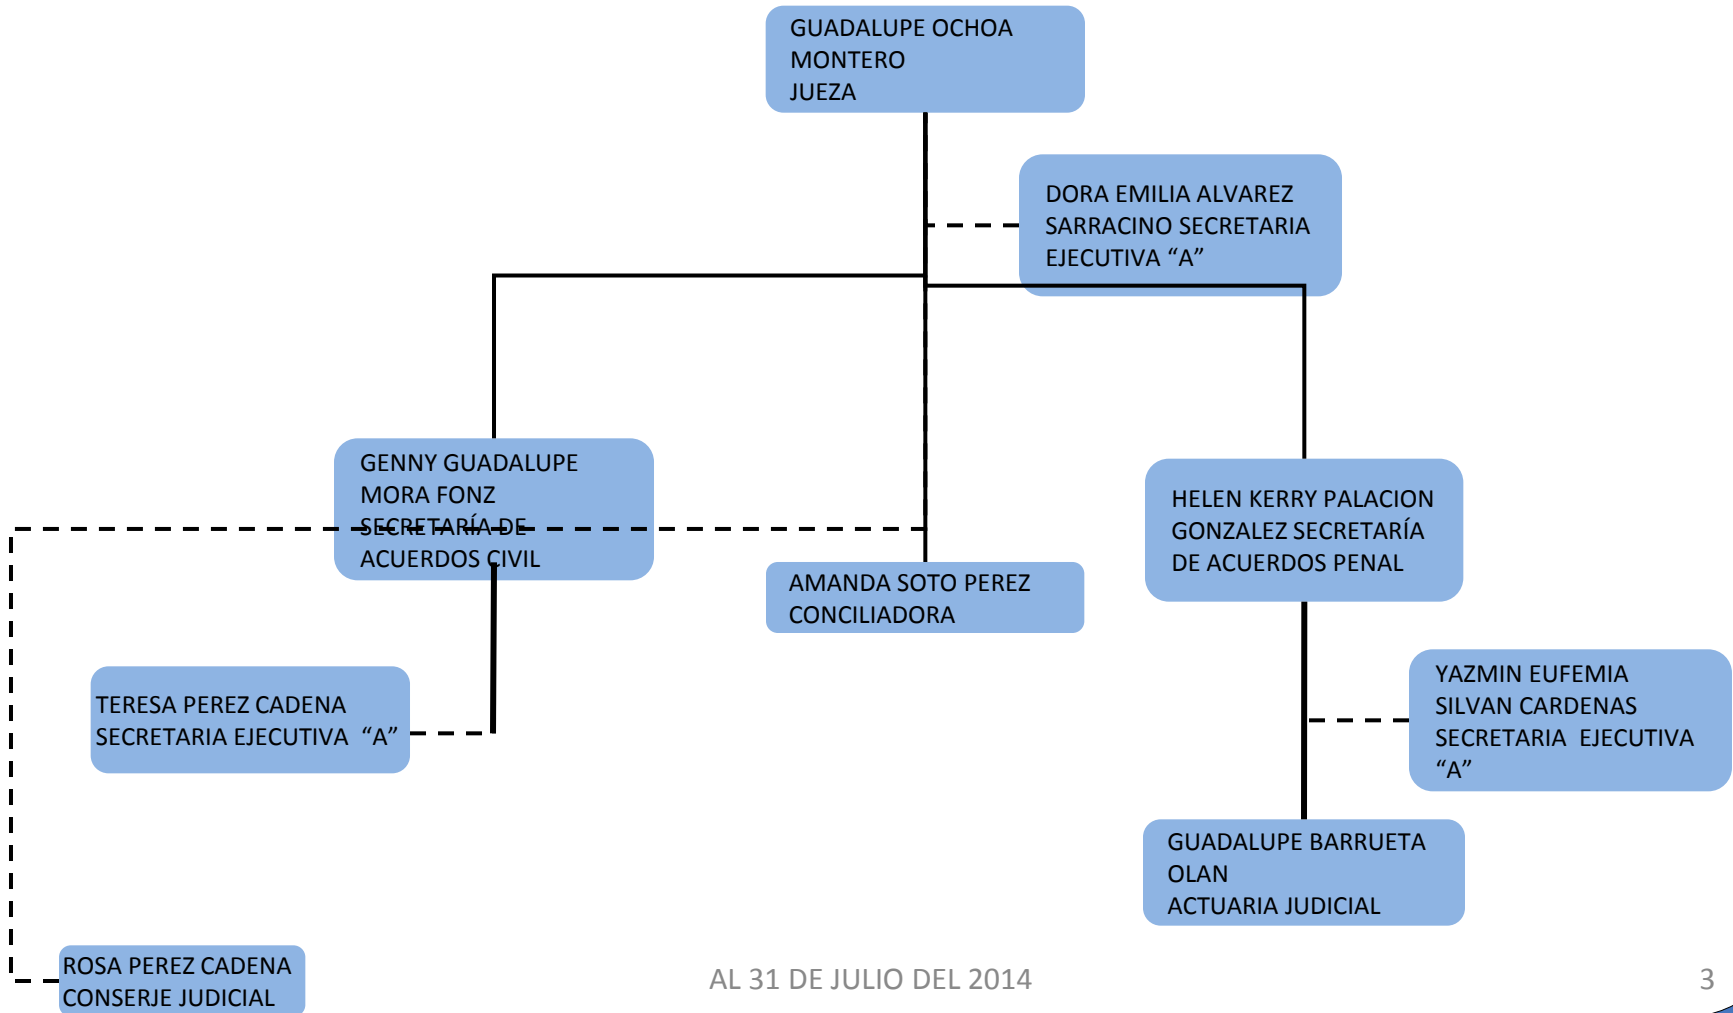 GUADALUPE OCHOA
MONTERO
JUEZA
DORA EMILIA ALVAREZ
SARRACINO SECRETARIA
EJECUTIVA “A”
GENNY GUADALUPE
MORA FONZ
SECRETARÍA DE
ACUERDOS CIVIL
AMANDA SOTO PEREZ
CONCILIADORA
HELEN KERRY PALACION
GONZALEZ SECRETARÍA
DE ACUERDOS PENAL
TERESA PEREZ CADENA
SECRETARIA EJECUTIVA “A”
YAZMIN EUFEMIA
SILVAN CARDENAS
SECRETARIA EJECUTIVA
“A”
GUADALUPE BARRUETA
OLAN
ACTUARIA JUDICIAL
ROSA PEREZ CADENA
CONSERJE JUDICIAL
AL 31 DE JULIO DEL 2014
3